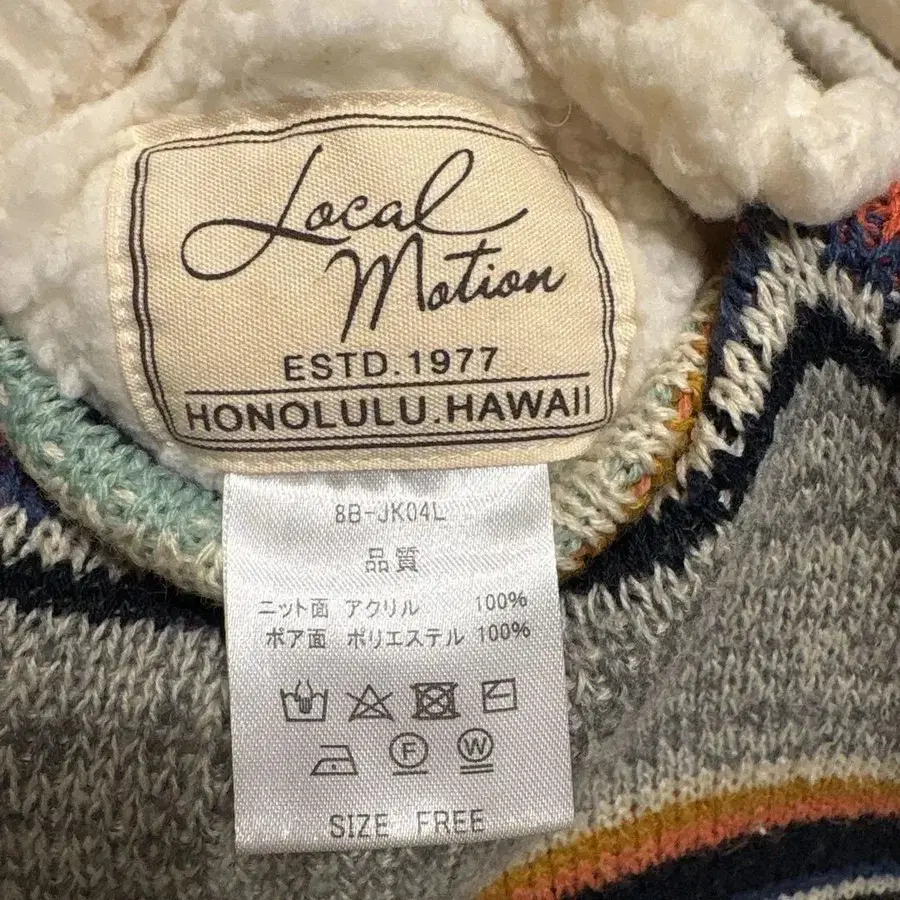 Local
Motion
ESTD.1977
HONOLULU.HAWAII
8B-JK04L
品質
ニット面 アクリル 100%
ボア面 ポリエステル 100%
F W
SIZE FREE